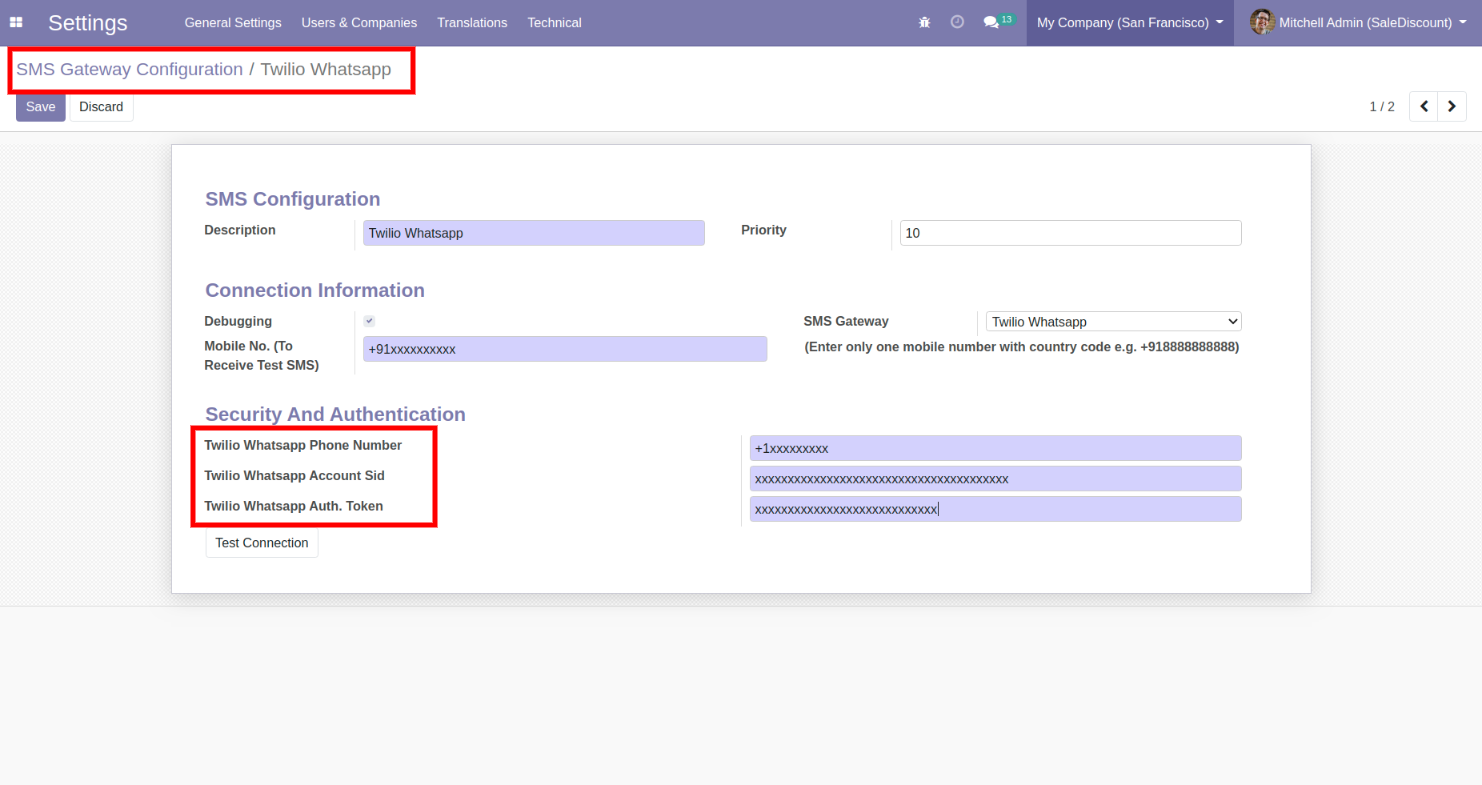 Settings General Settings Users & Companies Translations Technical 13 My Company (San Francisco) Mitchell Admin (SaleDiscount)
SMS Gateway Configuration / Twilio Whatsapp
Save Discard 1 / 2
SMS Configuration
Description Twilio Whatsapp Priority 10
Connection Information
Debugging SMS Gateway Twilio Whatsapp
Mobile No. (To +91xxxxxxxxxx (Enter only one mobile number with country code e.g. +918888888888)
Receive Test SMS)
Security And Authentication
Twilio Whatsapp Phone Number +1xxxxxxxxx
Twilio Whatsapp Account Sid xxxxxxxxxxxxxxxxxxxxxxxxxxxxxxxxxxxxxxx
Twilio Whatsapp Auth. Token xxxxxxxxxxxxxxxxxxxxxxxxxxxx
Test Connection